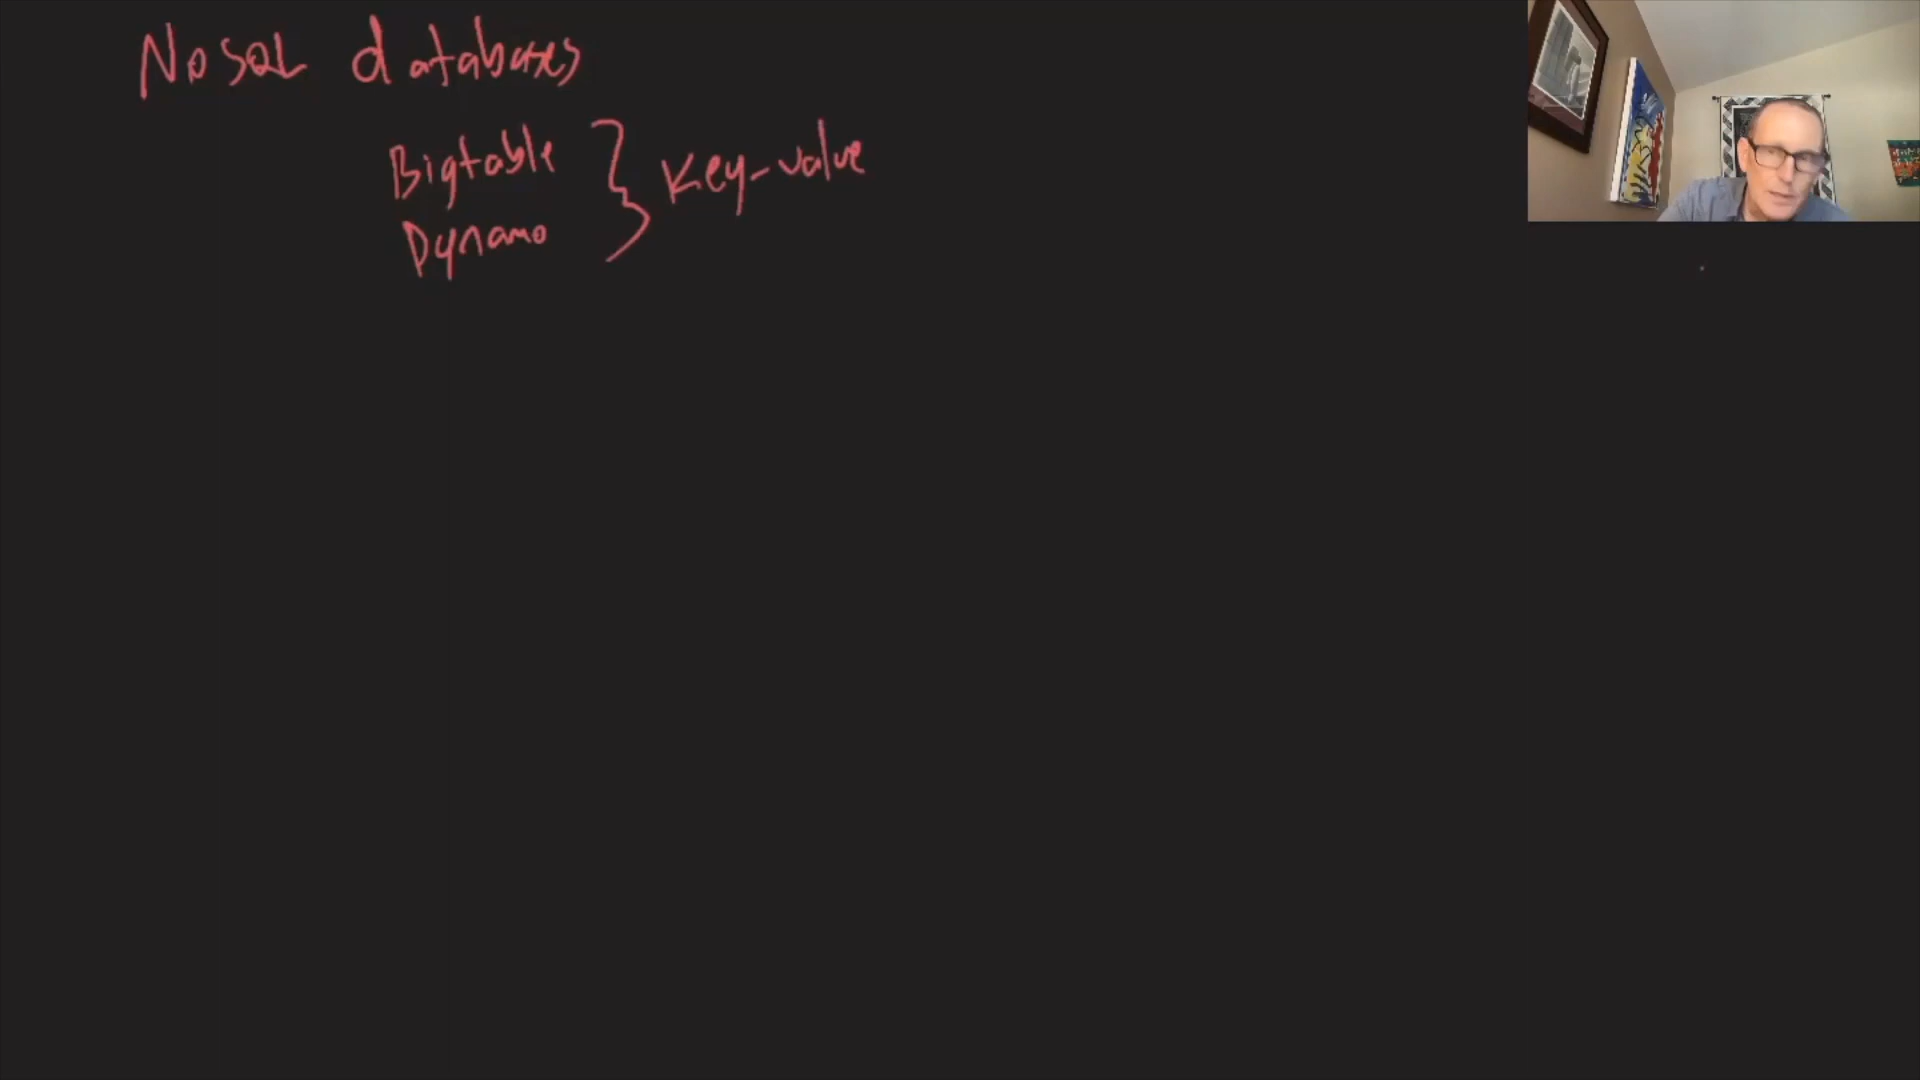 NoSQL databases
Bigtable
Dynamo
} Key-value